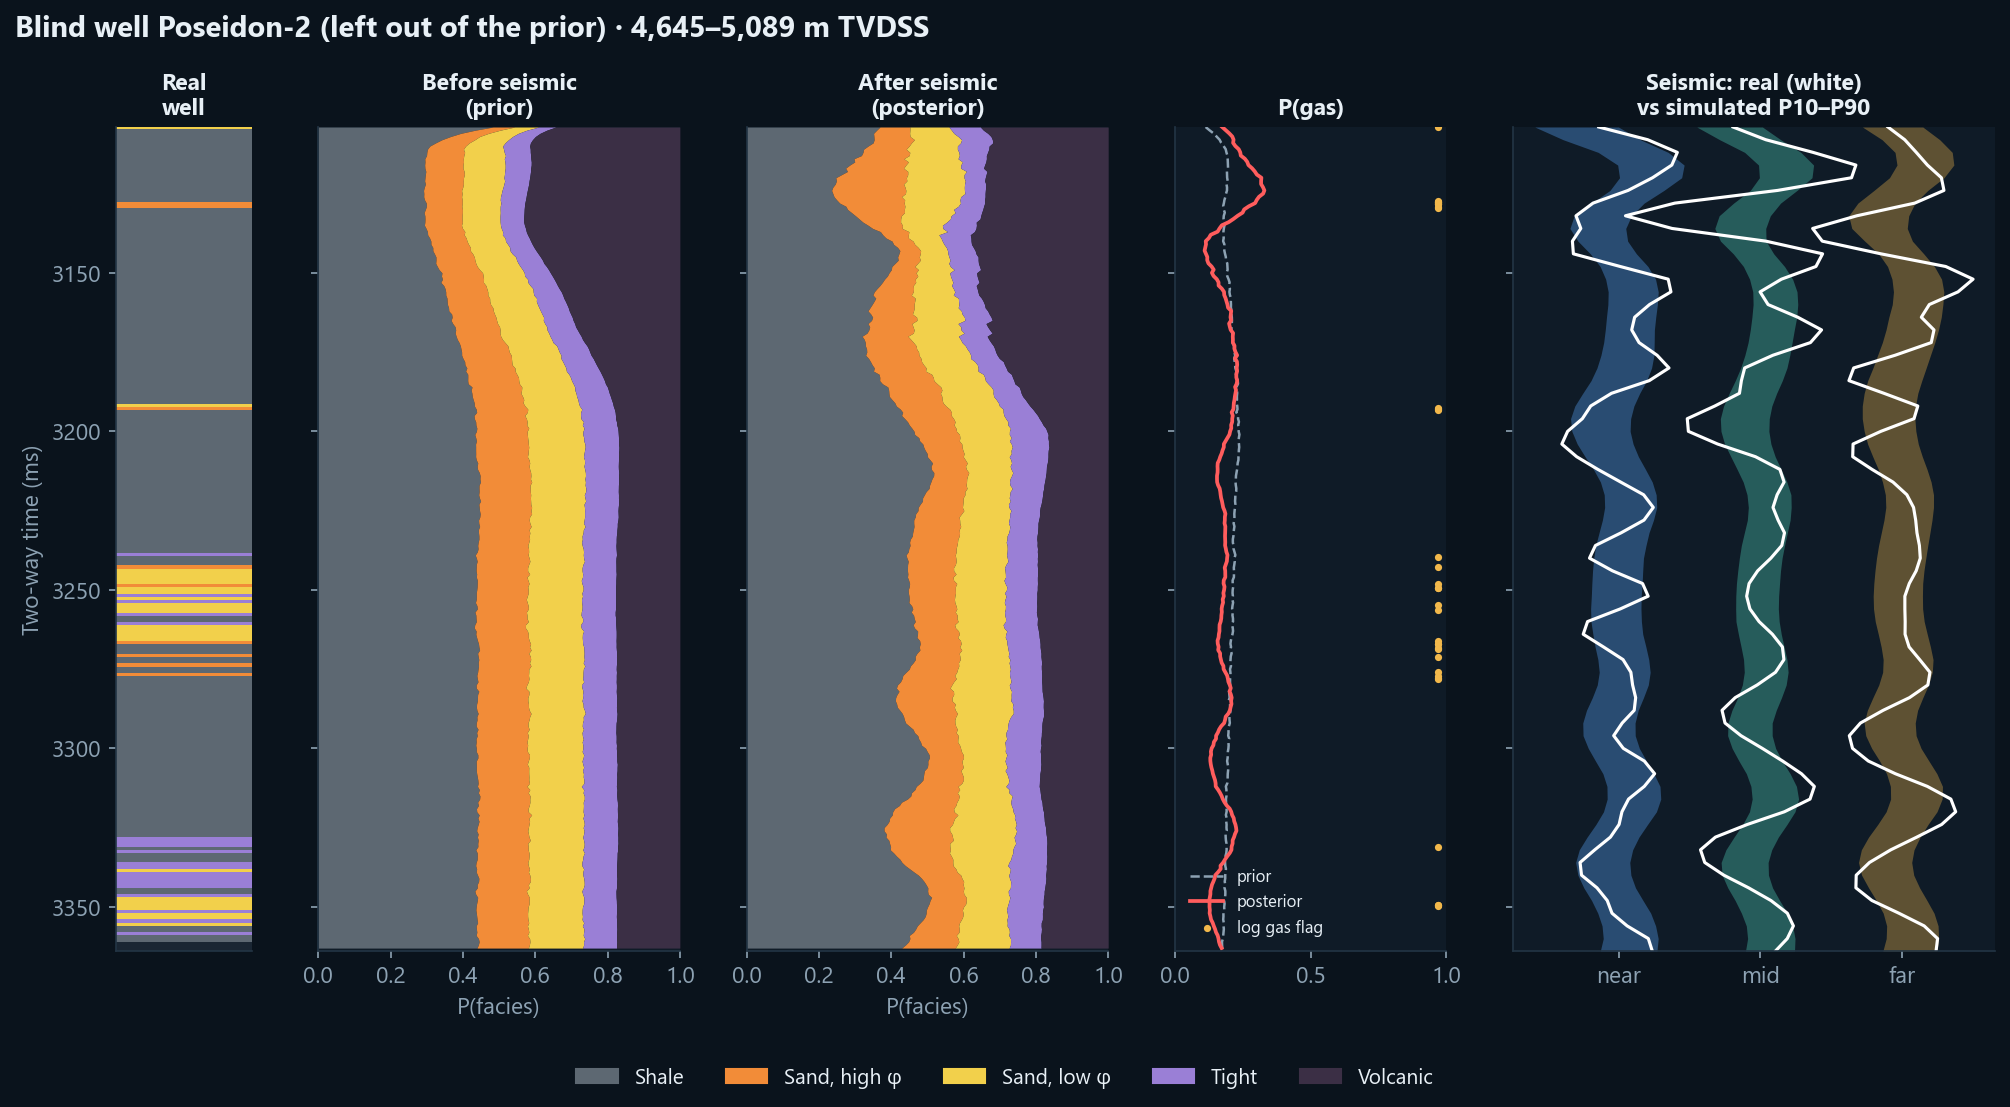 Blind well Poseidon-2 (left out of the prior) · 4,645–5,089 m TVDSS
Real
well
Before seismic
(prior)
After seismic
(posterior)
P(gas)
Seismic: real (white)
vs simulated P10–P90
Two-way time (ms)
3150
3200
3250
3300
3350
0.0 0.2 0.4 0.6 0.8 1.0
P(facies)
0.0 0.2 0.4 0.6 0.8 1.0
P(facies)
prior
posterior
log gas flag
0.0 0.5 1.0
near mid far
Shale Sand, high φ Sand, low φ Tight Volcanic